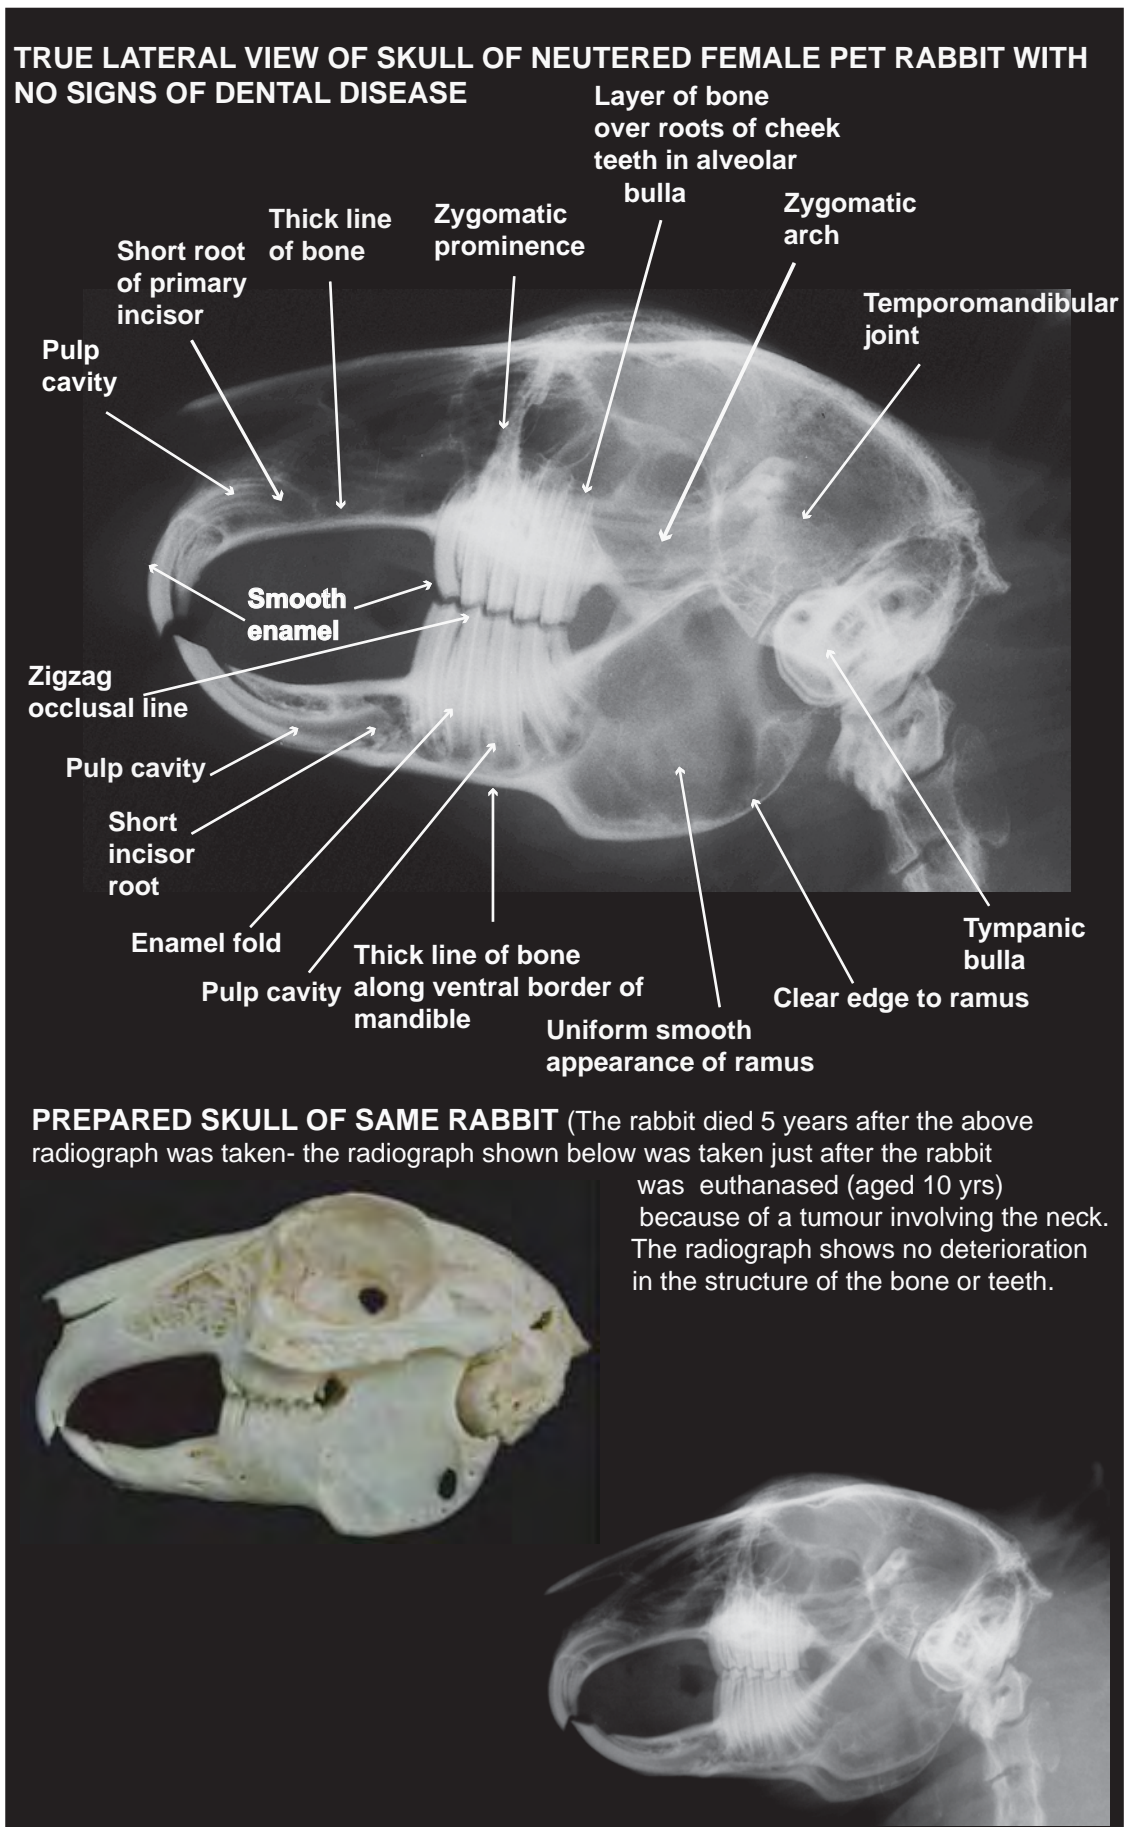 TRUE LATERAL VIEW OF SKULL OF NEUTERED FEMALE PET RABBIT WITH
NO SIGNS OF DENTAL DISEASE
Layer of bone
over roots of cheek
teeth in alveolar
bulla
Zygomatic
arch
Zygomatic
prominence
Thick line
of bone
Short root
of primary
incisor
Temporomandibular
joint
Pulp
cavity
Smooth
enamel
Zigzag
occlusal line
Pulp cavity
Short
incisor
root
Enamel fold
Pulp cavity
Thick line of bone
along ventral border of
mandible
Uniform smooth
appearance of ramus
Clear edge to ramus
Tympanic
bulla
PREPARED SKULL OF SAME RABBIT (The rabbit died 5 years after the above
radiograph was taken- the radiograph shown below was taken just after the rabbit
was euthanased (aged 10 yrs)
because of a tumour involving the neck.
The radiograph shows no deterioration
in the structure of the bone or teeth.